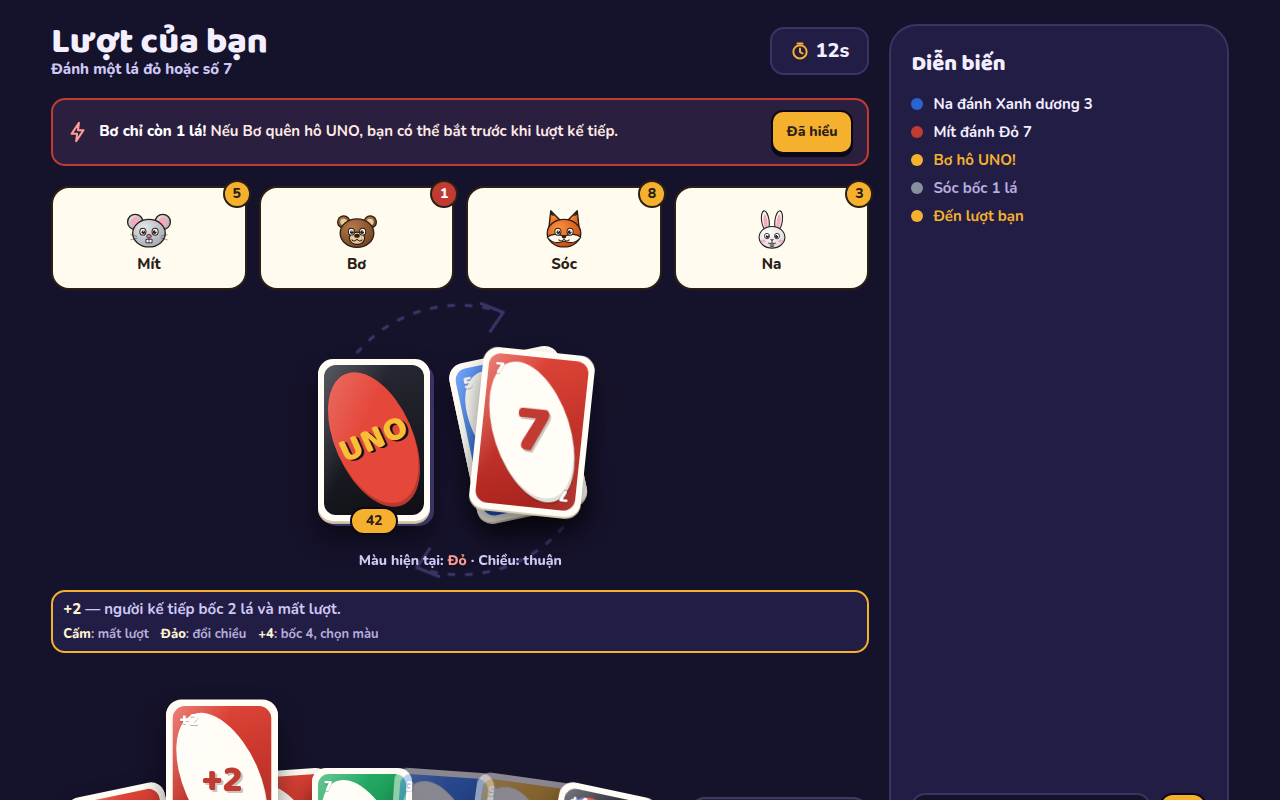 Lượt của bạn
Đánh một lá đỏ hoặc số 7
12s
Bơ chỉ còn 1 lá! Nếu Bơ quên hô UNO, bạn có thể bắt trước khi lượt kế tiếp.
Đã hiểu
5
1
8
3
Mít
Bơ
Sóc
Na
UNO
42
5
7
7
7
Màu hiện tại: Đỏ · Chiều: thuận
+2 — người kế tiếp bốc 2 lá và mất lượt.
Cấm: mất lượt Đảo: đổi chiều +4: bốc 4, chọn màu
+2
+2
7
Diễn biến
Na đánh Xanh dương 3
Mít đánh Đỏ 7
Bơ hô UNO!
Sóc bốc 1 lá
Đến lượt bạn